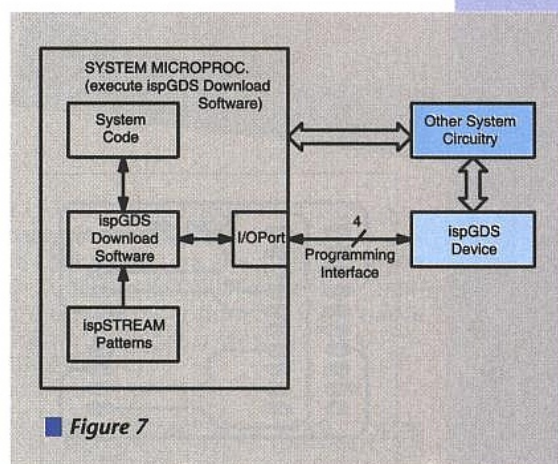 SYSTEM MICROPROC.
(execute ispGDS Download
Software)
System
Code
ispGDS
Download
Software
ispSTREAM
Patterns
I/OPort
4
Programming
Interface
Other System
Circuitry
ispGDS
Device
Figure 7